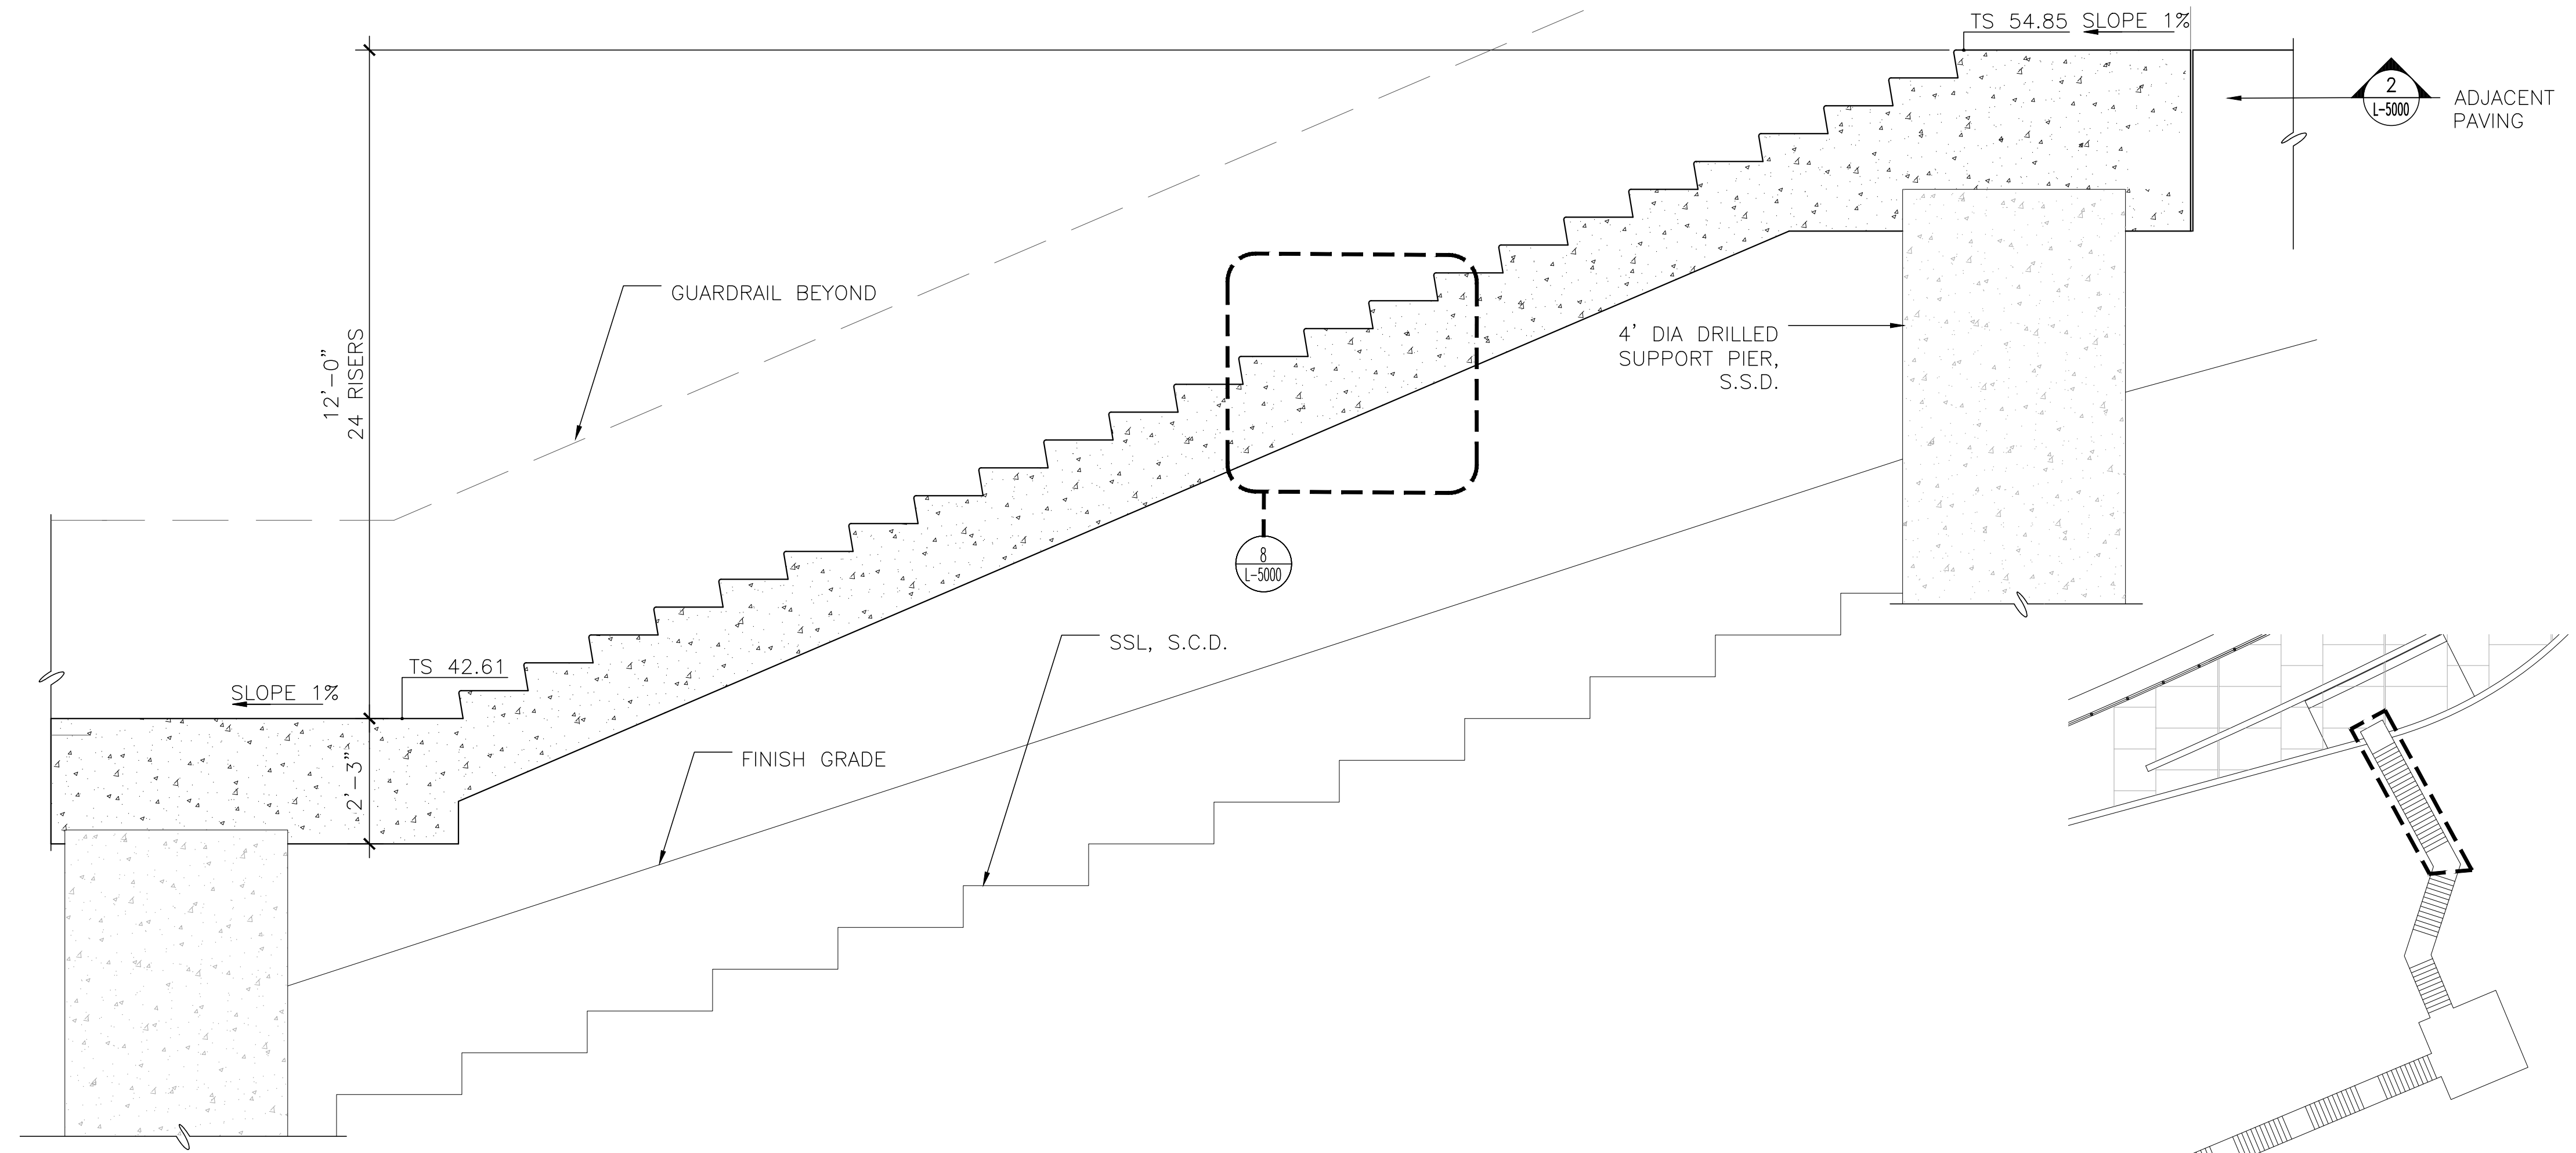 TS 54.85 SLOPE 1%
2
L-5000
ADJACENT
PAVING
GUARDRAIL BEYOND
12'-0"
24 RISERS
4' DIA DRILLED
SUPPORT PIER,
S.S.D.
8
L-5000
SSL, S.C.D.
TS 42.61
SLOPE 1%
2'-3"
FINISH GRADE